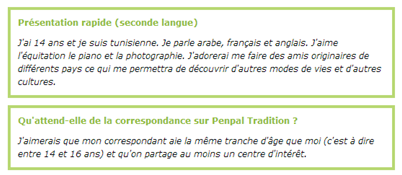 Présentation rapide (seconde langue)
J'ai 14 ans et je suis tunisienne. Je parle arabe, français et anglais. J'aime
l'équitation le piano et la photographie. J'adorerai me faire des amis originaires de
différents pays ce qui me permettra de découvrir d'autres modes de vies et d'autres
cultures.
Qu'attend-elle de la correspondance sur Penpal Tradition ?
J'aimerais que mon correspondant aie la même tranche d'âge que moi (c'est à dire
entre 14 et 16 ans) et qu'on partage au moins un centre d'intérêt.